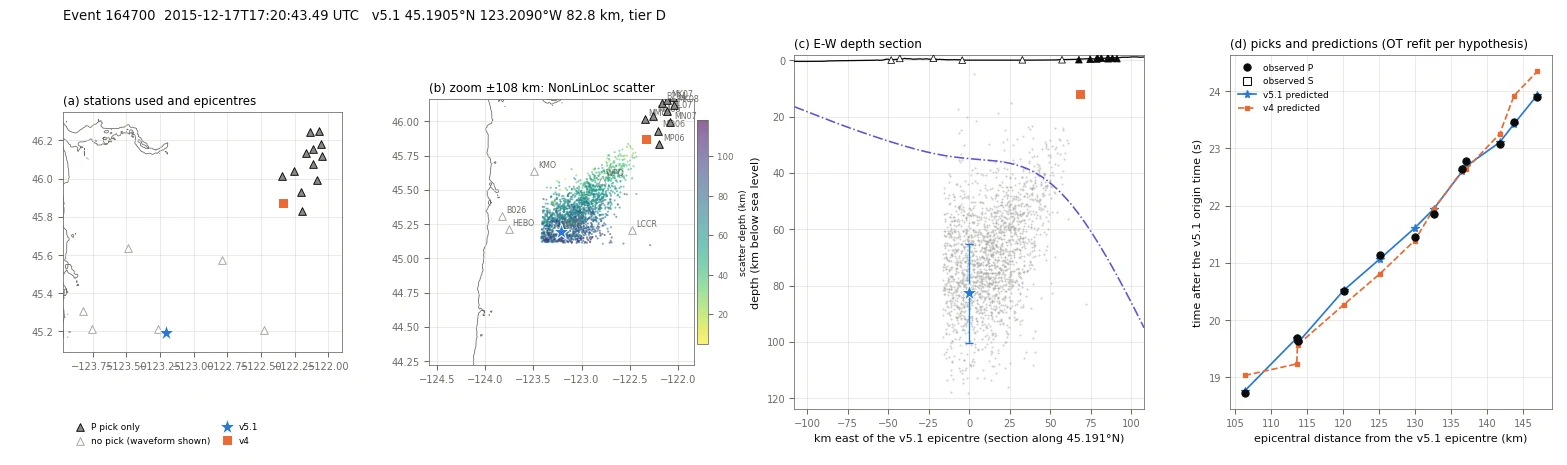 Event 164700  2015-12-17T17:20:43.49 UTC   v5.1 45.1905°N 123.2090°W 82.8 km, tier D
(a) stations used and epicentres
46.2
46.0
45.8
45.6
45.4
45.2
−123.75
−123.50
−123.25
−123.00
−122.75
−122.50
−122.25
−122.00
P pick only
no pick (waveform shown)
v5.1
v4
(b) zoom ±108 km: NonLinLoc scatter
46.00
45.75
45.50
45.25
45.00
44.75
44.50
44.25
−124.5
−124.0
−123.5
−123.0
−122.5
−122.0
KMO
B026
HEBO
LCCR
MP06
MN07
scatter depth (km)
100
80
60
40
20
(c) E-W depth section
depth (km below sea level)
0
20
40
60
80
100
120
−100
−75
−50
−25
0
25
50
75
100
km east of the v5.1 epicentre (section along 45.191°N)
(d) picks and predictions (OT refit per hypothesis)
observed P
observed S
v5.1 predicted
v4 predicted
time after the v5.1 origin time (s)
24
23
22
21
20
19
105
110
115
120
125
130
135
140
145
epicentral distance from the v5.1 epicentre (km)